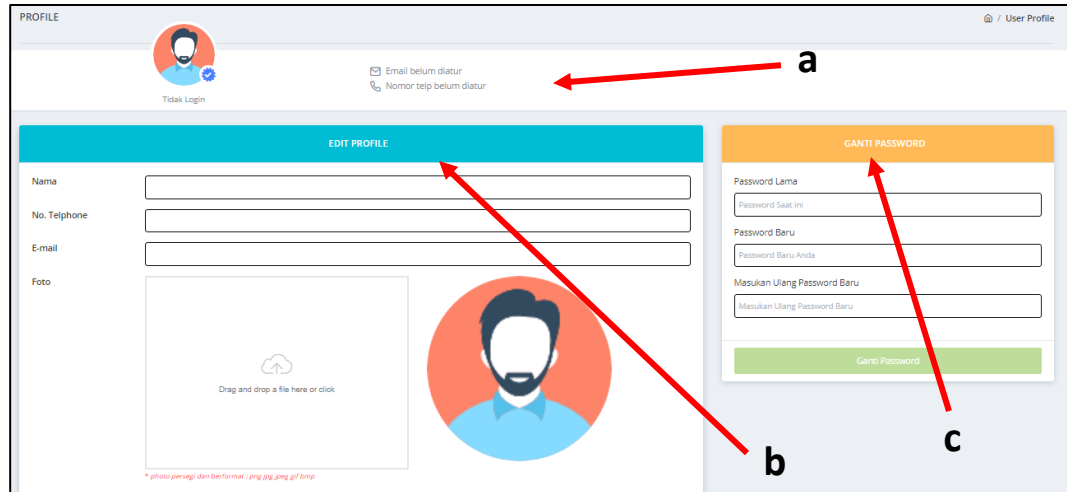 PROFILE
/ User Profile
Email belum diatur
Nomor telp belum diatur
a
Tidak Login
EDIT PROFILE
Nama
No. Telphone
E-mail
Foto
Drag and drop a file here or click
* photo persegi dan berformat : png jpg jpeg gif bmp
b
GANTI PASSWORD
Password Lama
Password Saat ini
Password Baru
Password Baru Anda
Masukan Ulang Password Baru
Masukan Ulang Password Baru
Ganti Password
c